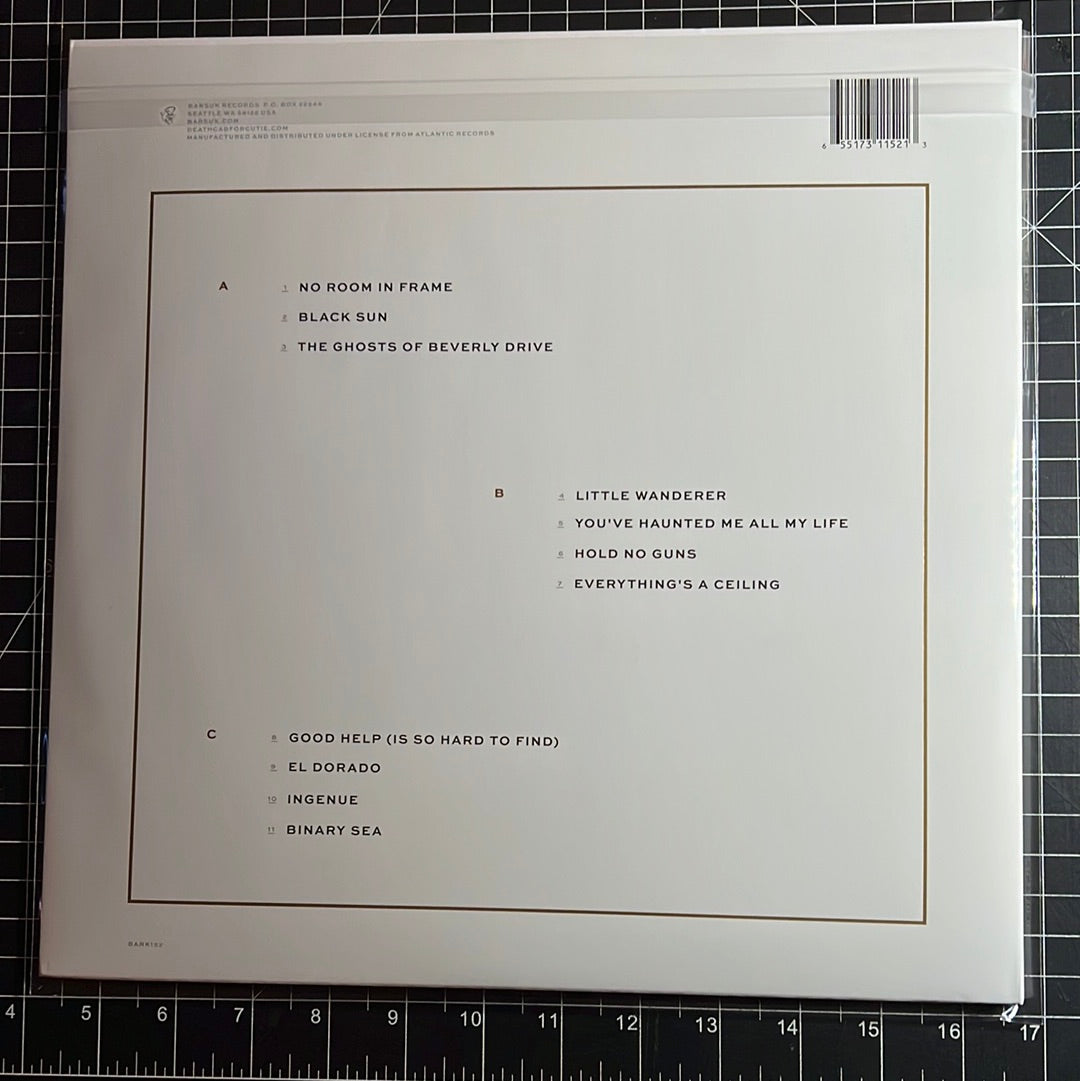 BARSUK RECORDS P.O. BOX
SEATTLE WA USA
BARSUK.COM
DEATHCABFORCUTIE.COM
MANUFACTURED AND DISTRIBUTED UNDER LICENSE FROM ATLANTIC RECORDS
6 55173 11521 3
A
1 NO ROOM IN FRAME
2 BLACK SUN
3 THE GHOSTS OF BEVERLY DRIVE
B
4 LITTLE WANDERER
5 YOU'VE HAUNTED ME ALL MY LIFE
6 HOLD NO GUNS
7 EVERYTHING'S A CEILING
C
8 GOOD HELP (IS SO HARD TO FIND)
9 EL DORADO
10 INGENUE
11 BINARY SEA
BARK152
4 5 6 7 8 9 10 11 12 13 14 15 16 17